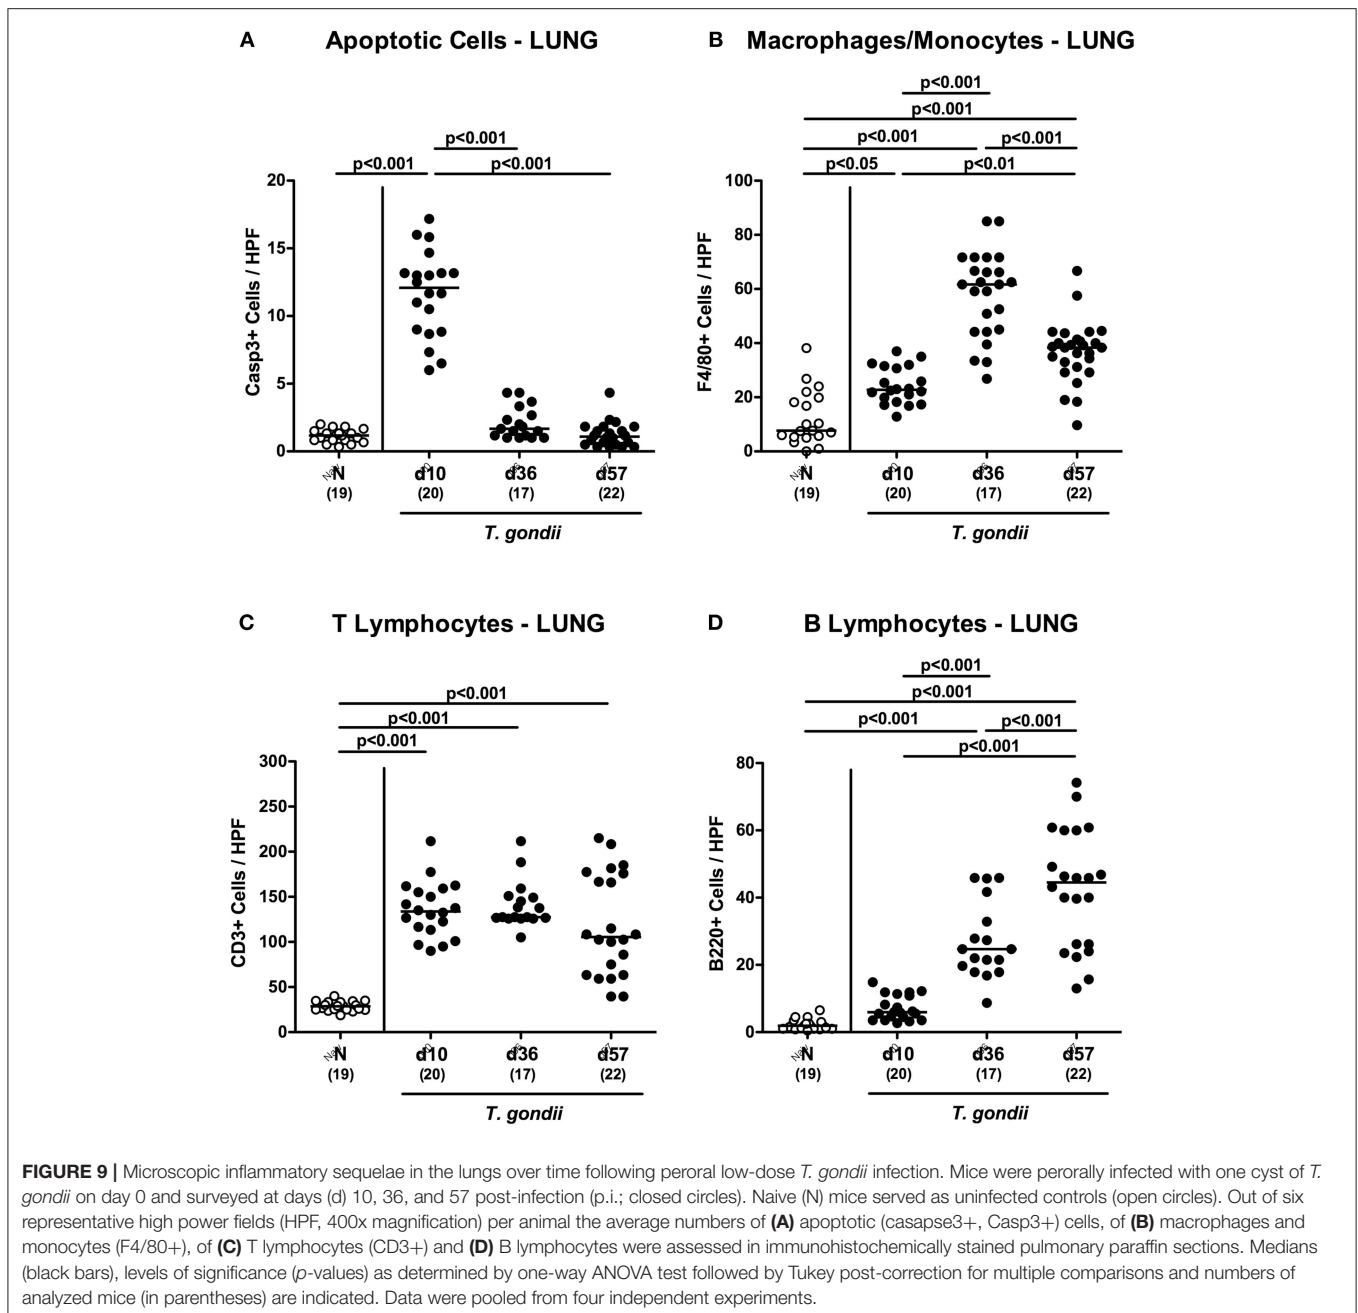 A Apoptotic Cells - LUNG
p<0.001
p<0.001 p<0.001
20
15
10
5
0
Casp3+ Cells / HPF
N d10 d36 d57
(19) (20) (17) (22)
T. gondii
B Macrophages/Monocytes - LUNG
p<0.001
p<0.001
p<0.001 p<0.001
p<0.05 p<0.01
100
80
60
40
20
0
F4/80+ Cells / HPF
N d10 d36 d57
(19) (20) (17) (22)
T. gondii
C T Lymphocytes - LUNG
p<0.001
p<0.001
p<0.001
300
250
200
150
100
50
0
CD3+ Cells / HPF
N d10 d36 d57
(19) (20) (17) (22)
T. gondii
D B Lymphocytes - LUNG
p<0.001
p<0.001
p<0.001 p<0.001
p<0.001
80
60
40
20
0
B220+ Cells / HPF
N d10 d36 d57
(19) (20) (17) (22)
T. gondii
FIGURE 9 | Microscopic inflammatory sequelae in the lungs over time following peroral low-dose T. gondii infection. Mice were perorally infected with one cyst of T.
gondii on day 0 and surveyed at days (d) 10, 36, and 57 post-infection (p.i.; closed circles). Naive (N) mice served as uninfected controls (open circles). Out of six
representative high power fields (HPF, 400x magnification) per animal the average numbers of (A) apoptotic (casapse3+, Casp3+) cells, of (B) macrophages and
monocytes (F4/80+), of (C) T lymphocytes (CD3+) and (D) B lymphocytes were assessed in immunohistochemically stained pulmonary paraffin sections. Medians
(black bars), levels of significance (p-values) as determined by one-way ANOVA test followed by Tukey post-correction for multiple comparisons and numbers of
analyzed mice (in parentheses) are indicated. Data were pooled from four independent experiments.